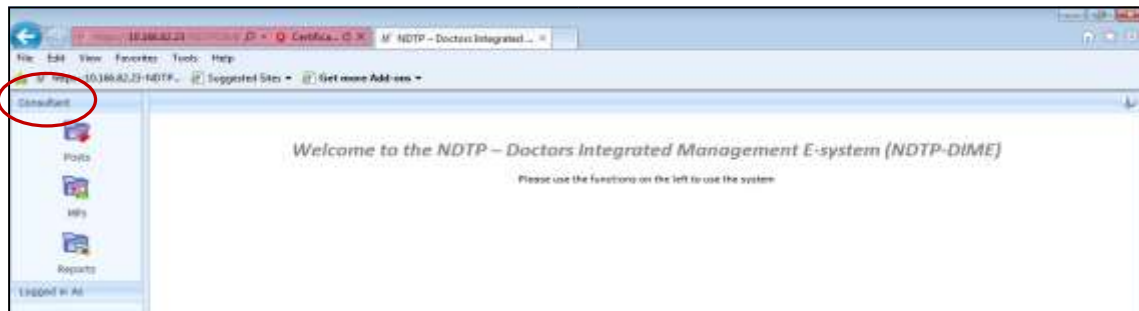 Certifica...
NDTP – Doctors Integrated ...
File Edit View Favorites Tools Help
Suggested Sites Get more Add-ons
Consultant
Posts
Welcome to the NDTP – Doctors Integrated Management E-system (NDTP-DIME)
Please use the functions on the left to use the system
Reports
Logged in As